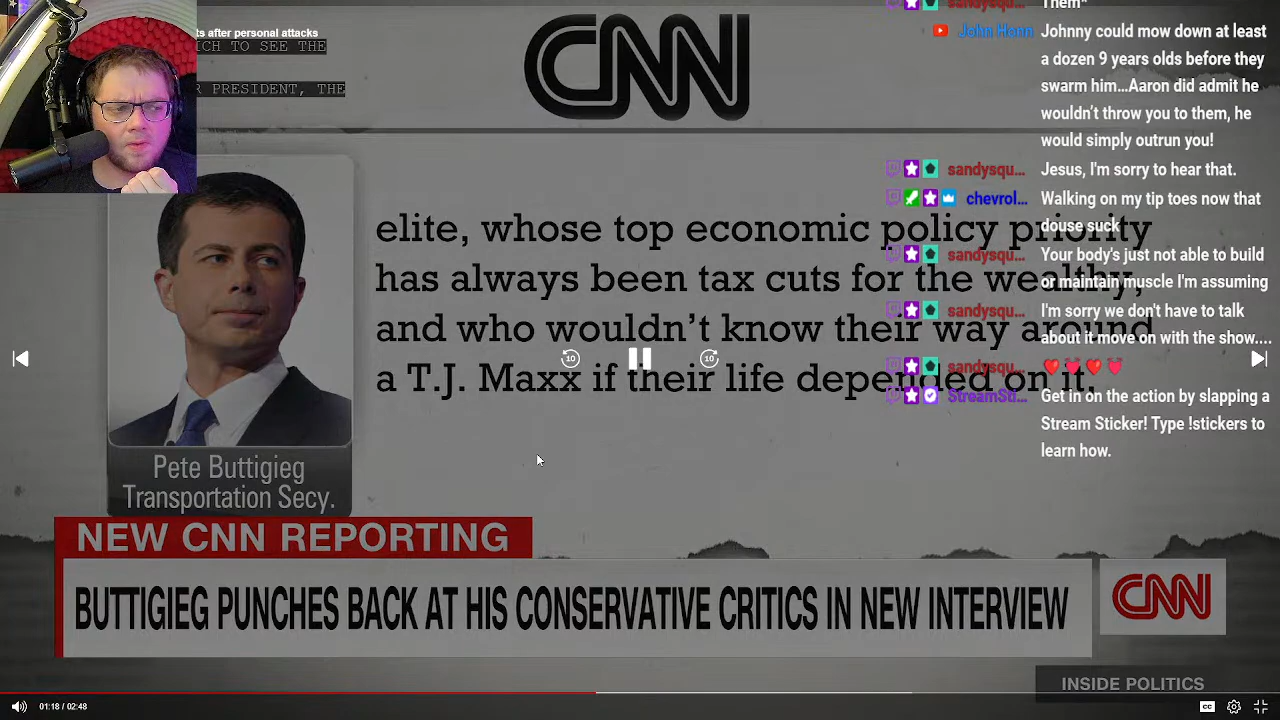 ts after personal attacks
CH TO SEE THE
R PRESIDENT, THE
CNN
elite, whose top economic policy priority
has always been tax cuts for the wealthy,
and who wouldn't know their way around
a T.J. Maxx if their life depended on it.
Pete Buttigieg
Transportation Secy.
NEW CNN REPORTING
BUTTIGIEG PUNCHES BACK AT HIS CONSERVATIVE CRITICS IN NEW INTERVIEW
CNN
INSIDE POLITICS
10
10
1:18 / 02:48
CC
sandysqu... Them*
John Honn Johnny could mow down at least
a dozen 9 years olds before they
swarm him...Aaron did admit he
wouldn't throw you to them, he
would simply outrun you!
sandysqu... Jesus, I'm sorry to hear that.
chevrol... Walking on my tip toes now that
douse suck
sandysqu... Your body's just not able to build
or maintain muscle I'm assuming
sandysqu... I'm sorry we don't have to talk
about it move on with the show....
sandysqu...
StreamSti... Get in on the action by slapping a
Stream Sticker! Type !stickers to
learn how.